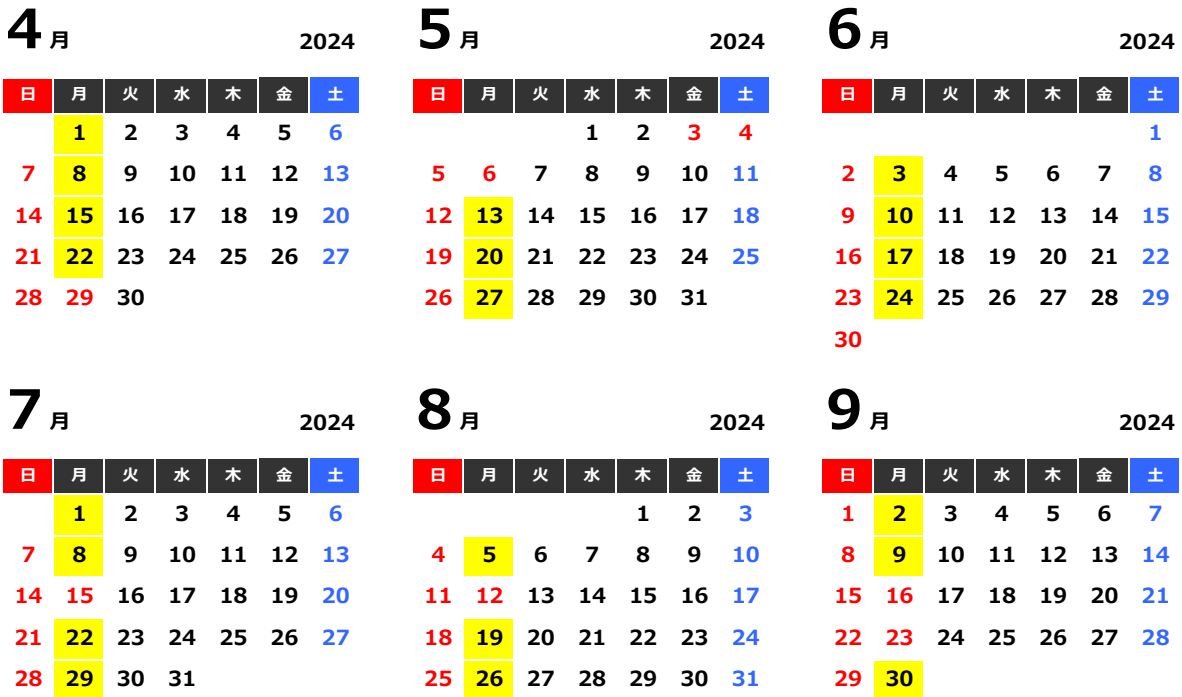 4月 2024 5月 2024 6月 2024
日 月 火 水 木 金 土 日 月 火 水 木 金 土 日 月 火 水 木 金 土
1 2 3 4 5 6 1 2 3 4 1
7 8 9 10 11 12 13 5 6 7 8 9 10 11 2 3 4 5 6 7 8
14 15 16 17 18 19 20 12 13 14 15 16 17 18 9 10 11 12 13 14 15
21 22 23 24 25 26 27 19 20 21 22 23 24 25 16 17 18 19 20 21 22
28 29 30 26 27 28 29 30 31 23 24 25 26 27 28 29
30
7月 2024 8月 2024 9月 2024
日 月 火 水 木 金 土 日 月 火 水 木 金 土 日 月 火 水 木 金 土
1 2 3 4 5 6 1 2 3 1 2 3 4 5 6 7
7 8 9 10 11 12 13 4 5 6 7 8 9 10 8 9 10 11 12 13 14
14 15 16 17 18 19 20 11 12 13 14 15 16 17 15 16 17 18 19 20 21
21 22 23 24 25 26 27 18 19 20 21 22 23 24 22 23 24 25 26 27 28
28 29 30 31 25 26 27 28 29 30 31 29 30